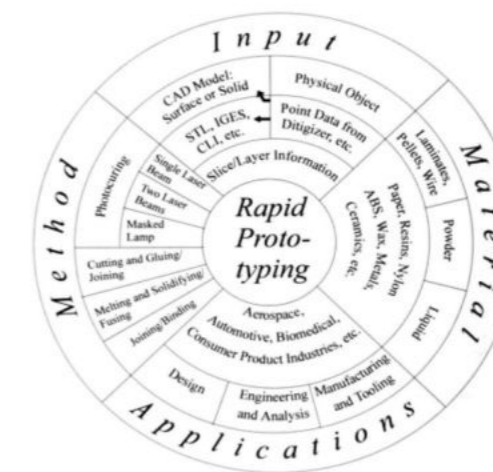 Input
CAD Model:
Surface or Solid
Physical Object
STL, IGES,
CLI, etc.
Point Data from
Ditigizer, etc.
Slice/Layer Information
Material
Laminates,
Pellets, Wire
Powder
Liquid
Paper, Resins, Nylon
ABS, Wax, Metals,
Ceramics, etc.
Method
Photocuring
Single Laser
Beam
Two Laser
Beams
Masked
Lamp
Cutting and Gluing/
Joining
Melting and Solidifying/
Fusing
Joining/Binding
Rapid
Proto-
typing
Aerospace,
Automotive, Biomedical,
Consumer Product Industries, etc.
Design
Engineering
and Analysis
Manufacturing
and Tooling
Applications